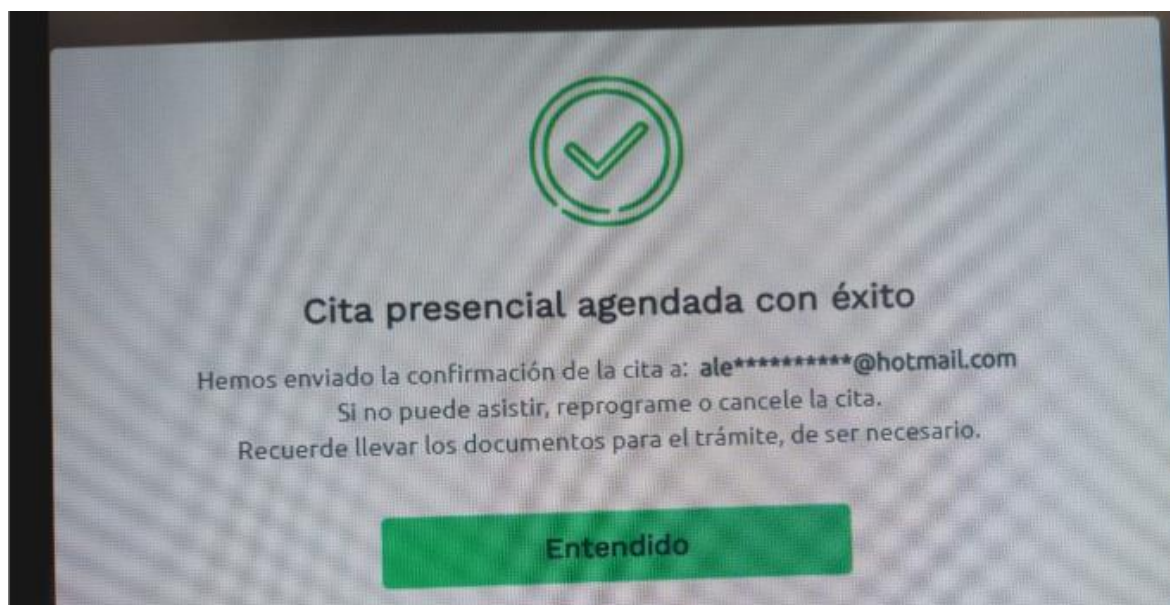 Cita presencial agendada con éxito
Hemos enviado la confirmación de la cita a: ale**********@hotmail.com
Si no puede asistir, reprograme o cancele la cita.
Recuerde llevar los documentos para el trámite, de ser necesario.
Entendido